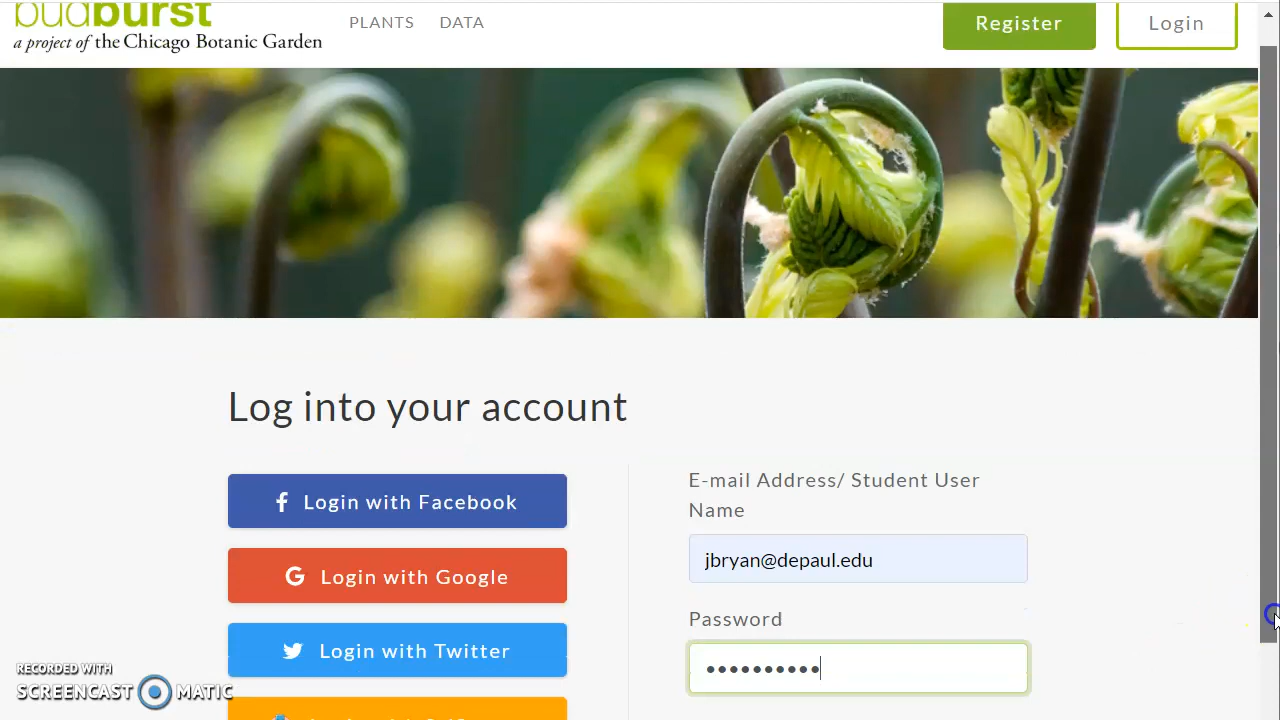 budburst
a project of the Chicago Botanic Garden
PLANTS DATA
Register
Login
Log into your account
Login with Facebook
Login with Google
Login with Twitter
E-mail Address/ Student User
Name
jbryan@depaul.edu
Password
••••••••••
RECORDED WITH
SCREENCAST MATIC